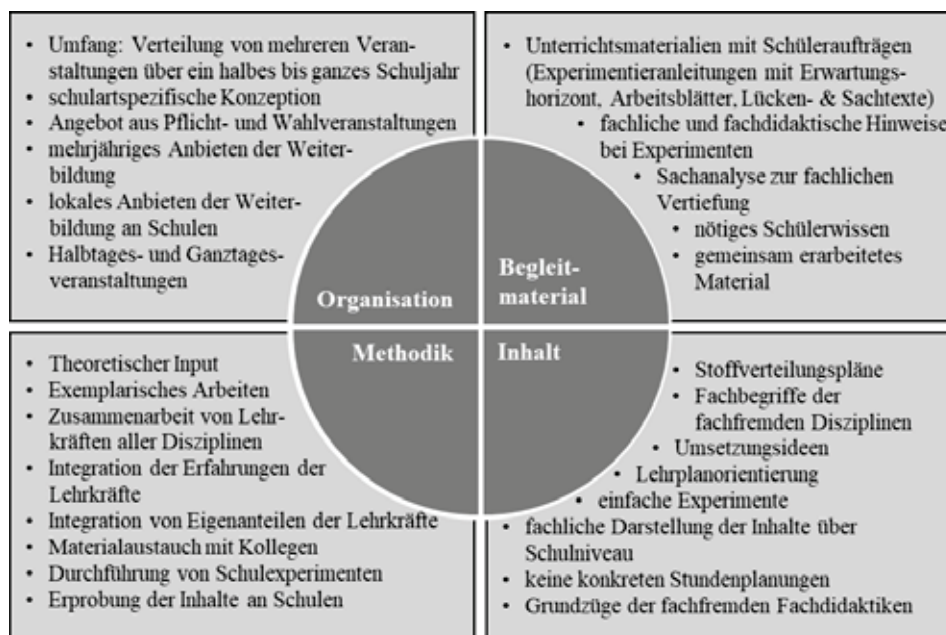 • Umfang: Verteilung von mehreren Veran-
staltungen über ein halbes bis ganzes Schuljahr
• schulartspezifische Konzeption
• Angebot aus Pflicht- und Wahlveranstaltungen
• mehrjähriges Anbieten der Weiter-
bildung
• lokales Anbieten der Weiter-
bildung an Schulen
• Halbtages- und Ganztages-
veranstaltungen
Organisation
• Unterrichtsmaterialien mit Schüleraufträgen
(Experimentieranleitungen mit Erwartungs-
horizont, Arbeitsblätter, Lücken- & Sachtexte)
• fachliche und fachdidaktische Hinweise
bei Experimenten
• Sachanalyse zur fachlichen
Vertiefung
• nötiges Schülerwissen
• gemeinsam erarbeitetes
Material
Begleit-
material
Methodik
• Theoretischer Input
• Exemplarisches Arbeiten
• Zusammenarbeit von Lehr-
kräften aller Disziplinen
• Integration der Erfahrungen der
Lehrkräfte
• Integration von Eigenanteilen der Lehrkräfte
• Materialaustauch mit Kollegen
• Durchführung von Schulexperimenten
• Erprobung der Inhalte an Schulen
Inhalt
• Stoffverteilungspläne
• Fachbegriffe der
fachfremden Disziplinen
• Umsetzungsideen
• Lehrplanorientierung
• einfache Experimente
• fachliche Darstellung der Inhalte über
Schulniveau
• keine konkreten Stundenplanungen
• Grundzüge der fachfremden Fachdidaktiken